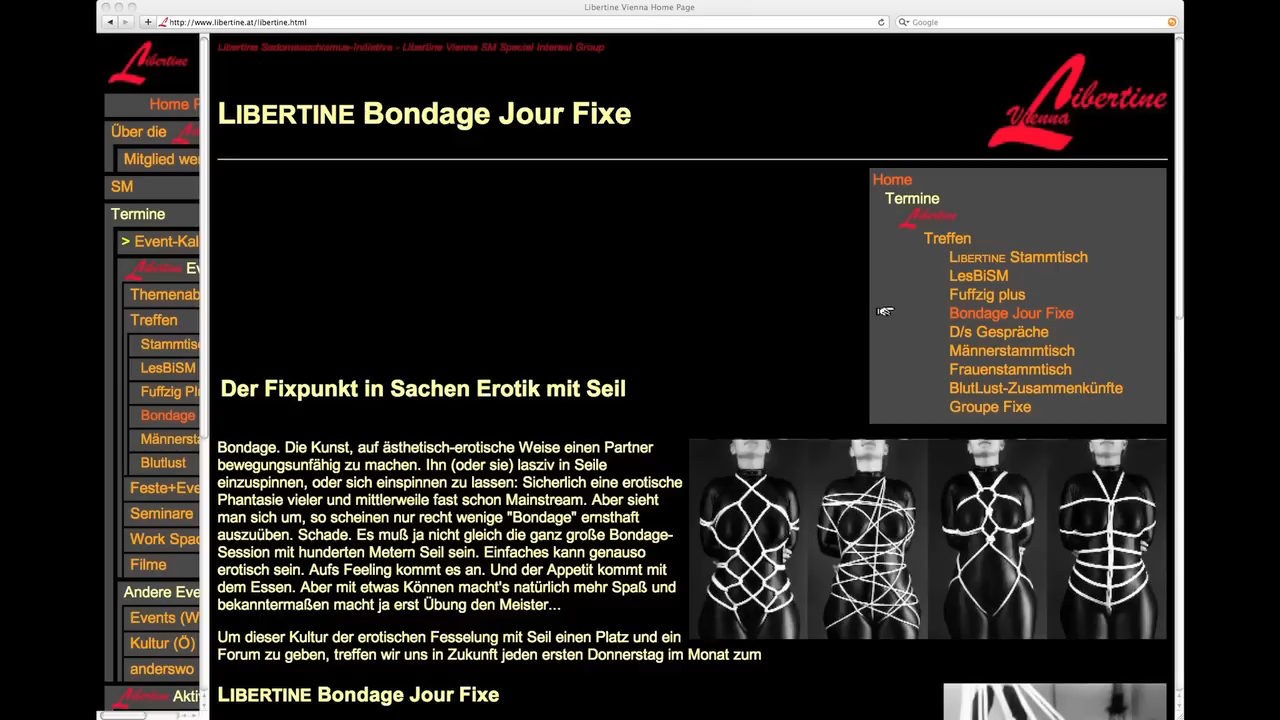 Libertine Vienna Home Page
http://www.libertine.at/libertine.html
Google
Libertine Sadomasochismus-Initiative - Libertine Vienna SM Special Interest Group
Libertine
Home P
Über die
Mitglied wer
SM
Termine
> Event-Kal
Libertine Ev
Themenab
Treffen
Stammtisc
LesBiSM
Fuffzig Pl
Bondage
Männerst
Blutlust
Feste+Eve
Seminare
Work Spac
Filme
Andere Eve
Events (W
Kultur (Ö)
anderswo
Libertine Akti
LIBERTINE Bondage Jour Fixe
Libertine
Vienna
Home
Termine
Libertine
Treffen
LIBERTINE Stammtisch
LesBiSM
Fuffzig plus
Bondage Jour Fixe
D/s Gespräche
Männerstammtisch
Frauenstammtisch
BlutLust-Zusammenkünfte
Groupe Fixe
Der Fixpunkt in Sachen Erotik mit Seil
Bondage. Die Kunst, auf ästhetisch-erotische Weise einen Partner
bewegungsunfähig zu machen. Ihn (oder sie) lasziv in Seile
einzuspinnen, oder sich einspinnen zu lassen: Sicherlich eine erotische
Phantasie vieler und mittlerweile fast schon Mainstream. Aber sieht
man sich um, so scheinen nur recht wenige "Bondage" ernsthaft
auszuüben. Schade. Es muß ja nicht gleich die ganz große Bondage-
Session mit hunderten Metern Seil sein. Einfaches kann genauso
erotisch sein. Aufs Feeling kommt es an. Und der Appetit kommt mit
dem Essen. Aber mit etwas Können macht's natürlich mehr Spaß und
bekanntermaßen macht ja erst Übung den Meister...
Um dieser Kultur der erotischen Fesselung mit Seil einen Platz und ein
Forum zu geben, treffen wir uns in Zukunft jeden ersten Donnerstag im Monat zum
LIBERTINE Bondage Jour Fixe